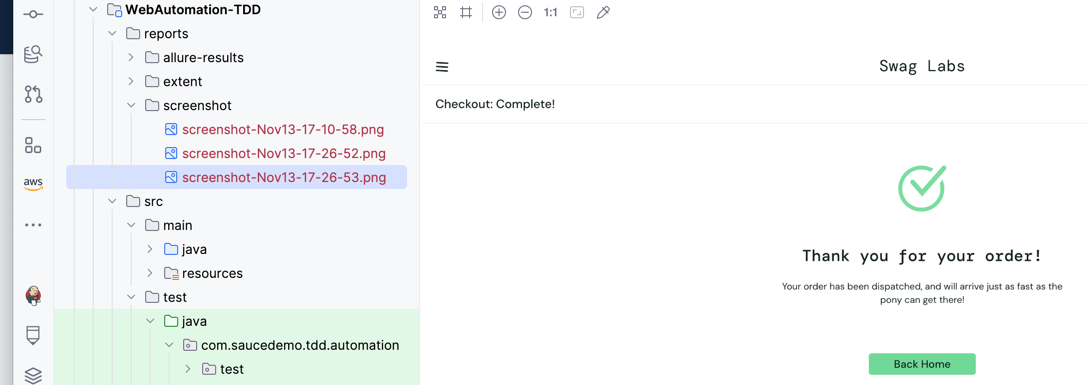 WebAutomation-TDD
reports
allure-results
extent
screenshot
screenshot-Nov13-17-10-58.png
screenshot-Nov13-17-26-52.png
screenshot-Nov13-17-26-53.png
src
main
java
resources
test
java
com.saucedemo.tdd.automation
test
aws
1:1
Swag Labs
Checkout: Complete!
Thank you for your order!
Your order has been dispatched, and will arrive just as fast as the
pony can get there!
Back Home